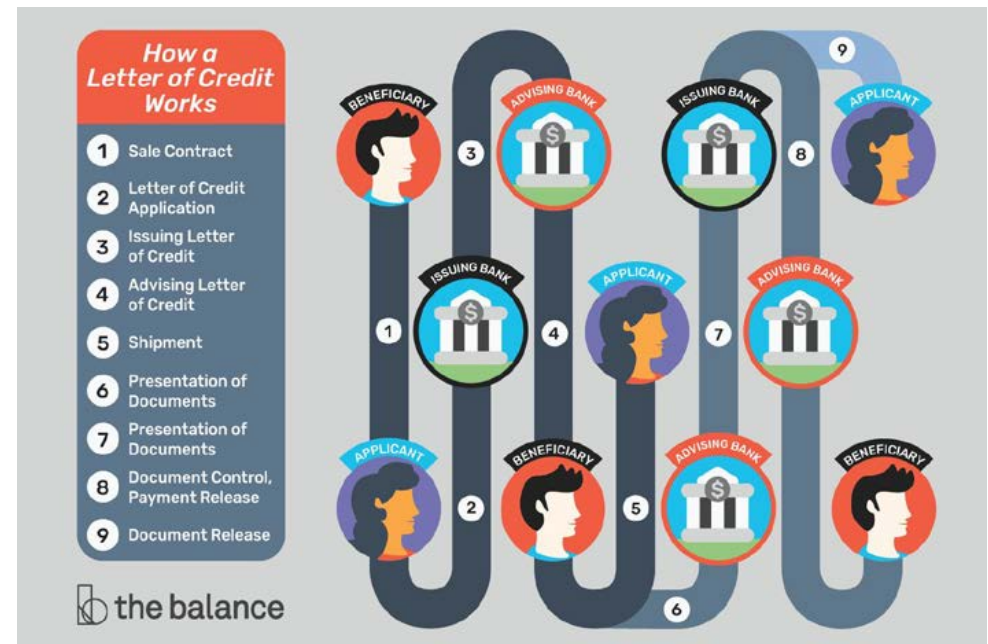 How a
Letter of Credit
Works
1 Sale Contract
2 Letter of Credit
Application
3 Issuing Letter
of Credit
4 Advising Letter
of Credit
5 Shipment
6 Presentation of
Documents
7 Presentation of
Documents
8 Document Control,
Payment Release
9 Document Release
the balance
BENEFICIARY
3
ADVISING BANK
ISSUING BANK
8
9
APPLICANT
1
ISSUING BANK
4
APPLICANT
7
ADVISING BANK
APPLICANT
2
BENEFICIARY
5
ADVISING BANK
6
BENEFICIARY
$
$
$
$
$
$